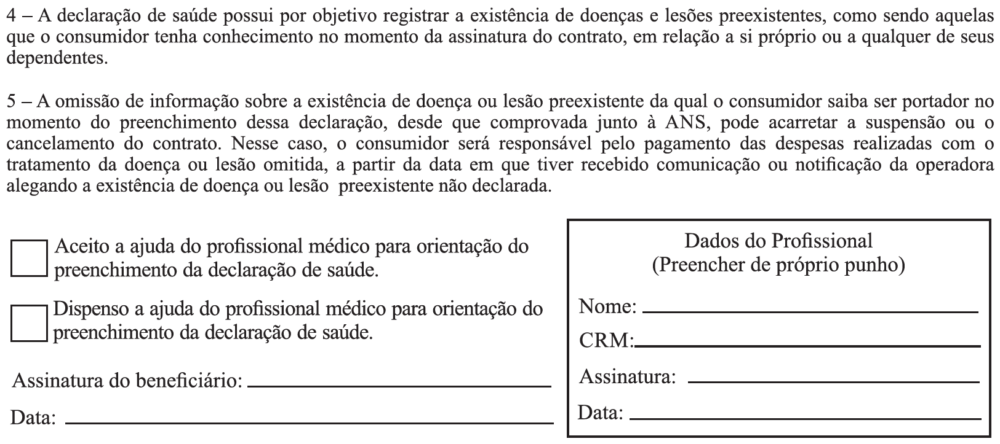 4 – A declaração de saúde possui por objetivo registrar a existência de doenças e lesões preexistentes, como sendo aquelas
que o consumidor tenha conhecimento no momento da assinatura do contrato, em relação a si próprio ou a qualquer de seus
dependentes.
5 – A omissão de informação sobre a existência de doença ou lesão preexistente da qual o consumidor saiba ser portador no
momento do preenchimento dessa declaração, desde que comprovada junto à ANS, pode acarretar a suspensão ou o
cancelamento do contrato. Nesse caso, o consumidor será responsável pelo pagamento das despesas realizadas com o
tratamento da doença ou lesão omitida, a partir da data em que tiver recebido comunicação ou notificação da operadora
alegando a existência de doença ou lesão preexistente não declarada.
Aceito a ajuda do profissional médico para orientação do
preenchimento da declaração de saúde.
Dispenso a ajuda do profissional médico para orientação do
preenchimento da declaração de saúde.
Assinatura do beneficiário:
Data:
Dados do Profissional
(Preencher de próprio punho)
Nome:
CRM:
Assinatura:
Data: